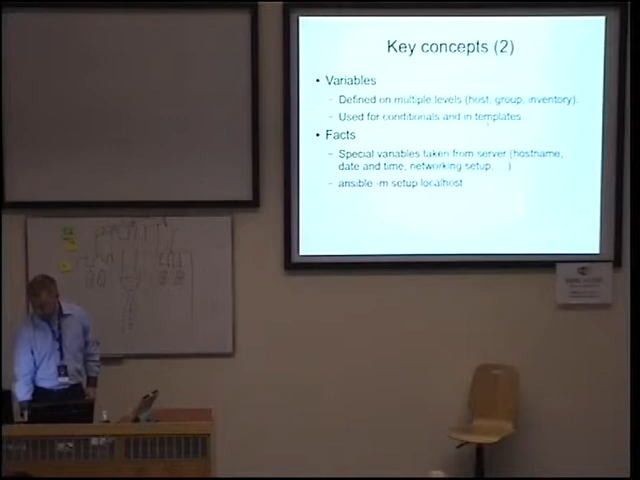 Key concepts (2)
• Variables
– Defined on multiple levels (host, group, inventory).
– Used for conditionals and in templates
• Facts
– Special variables taken from server (hostname,
date and time, networking setup, ...)
– ansible -m setup localhost